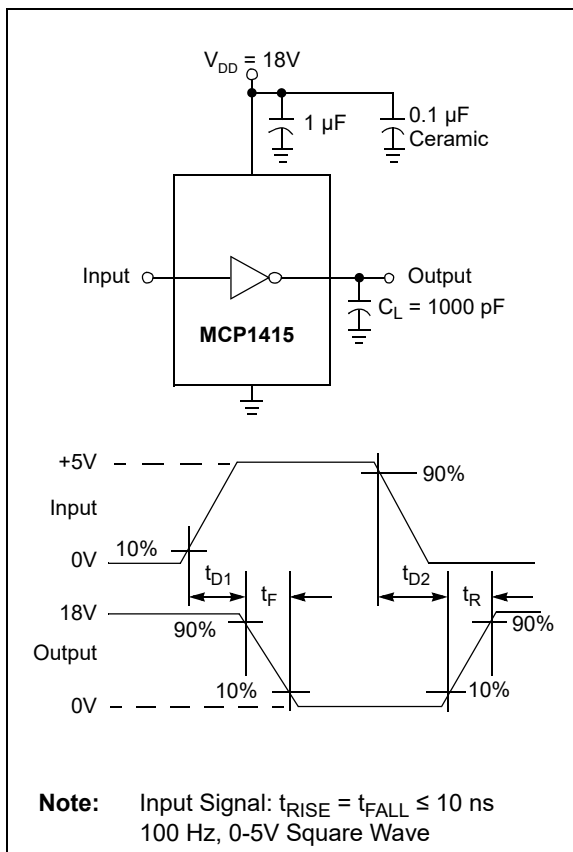 V_DD = 18V
1 µF
0.1 µF
Ceramic
Input
Output
C_L = 1000 pF
MCP1415
+5V
Input
90%
10%
0V
t_D1
t_F
t_D2
t_R
18V
90%
90%
Output
10%
10%
0V
Note: Input Signal: t_RISE = t_FALL ≤ 10 ns
100 Hz, 0-5V Square Wave